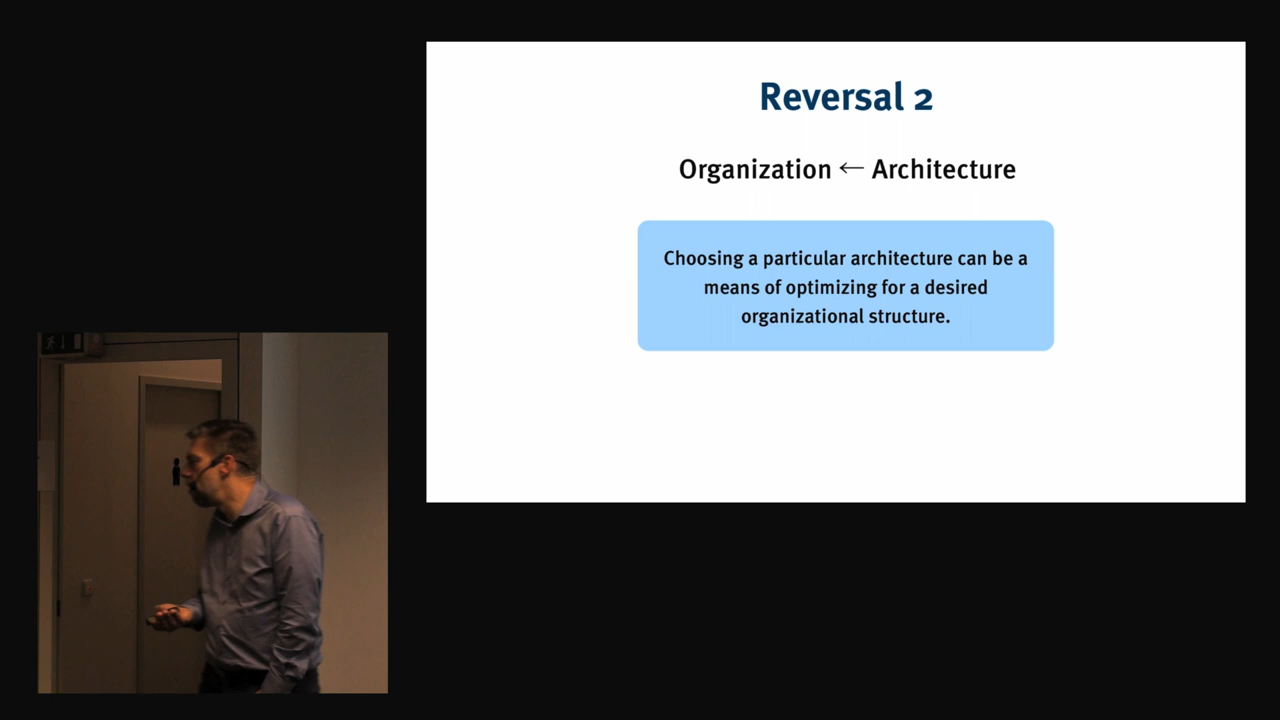 Reversal 2
Organization ← Architecture
Choosing a particular architecture can be a
means of optimizing for a desired
organizational structure.